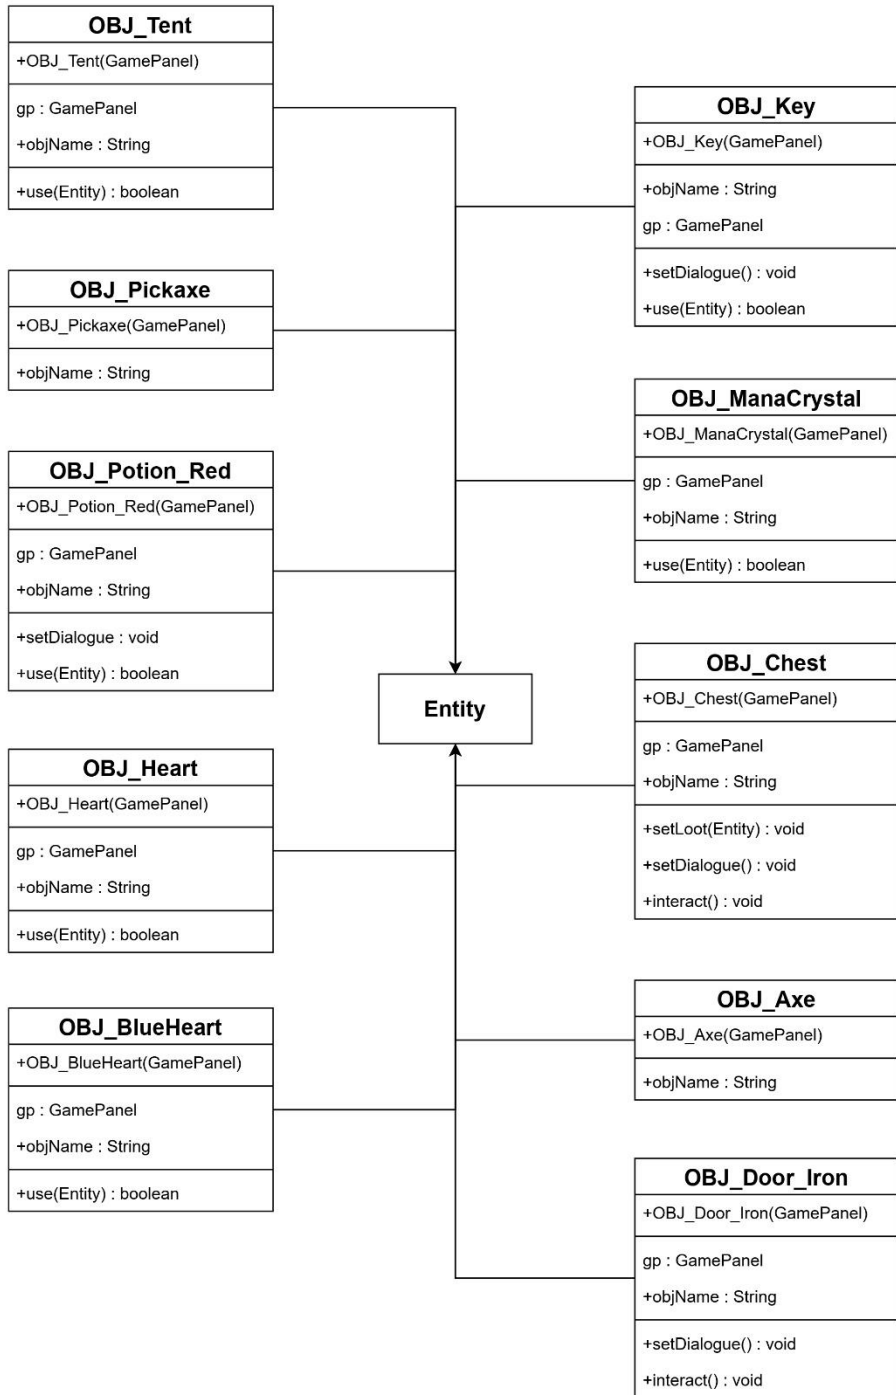 OBJ_Tent
+OBJ_Tent(GamePanel)
gp : GamePanel
+objName : String
+use(Entity) : boolean
OBJ_Pickaxe
+OBJ_Pickaxe(GamePanel)
+objName : String
OBJ_Potion_Red
+OBJ_Potion_Red(GamePanel)
gp : GamePanel
+objName : String
+setDialogue : void
+use(Entity) : boolean
OBJ_Heart
+OBJ_Heart(GamePanel)
gp : GamePanel
+objName : String
+use(Entity) : boolean
OBJ_BlueHeart
+OBJ_BlueHeart(GamePanel)
gp : GamePanel
+objName : String
+use(Entity) : boolean
Entity
OBJ_Key
+OBJ_Key(GamePanel)
+objName : String
gp : GamePanel
+setDialogue() : void
+use(Entity) : boolean
OBJ_ManaCrystal
+OBJ_ManaCrystal(GamePanel)
gp : GamePanel
+objName : String
+use(Entity) : boolean
OBJ_Chest
+OBJ_Chest(GamePanel)
gp : GamePanel
+objName : String
+setLoot(Entity) : void
+setDialogue() : void
+interact() : void
OBJ_Axe
+OBJ_Axe(GamePanel)
+objName : String
OBJ_Door_Iron
+OBJ_Door_Iron(GamePanel)
gp : GamePanel
+objName : String
+setDialogue() : void
+interact() : void